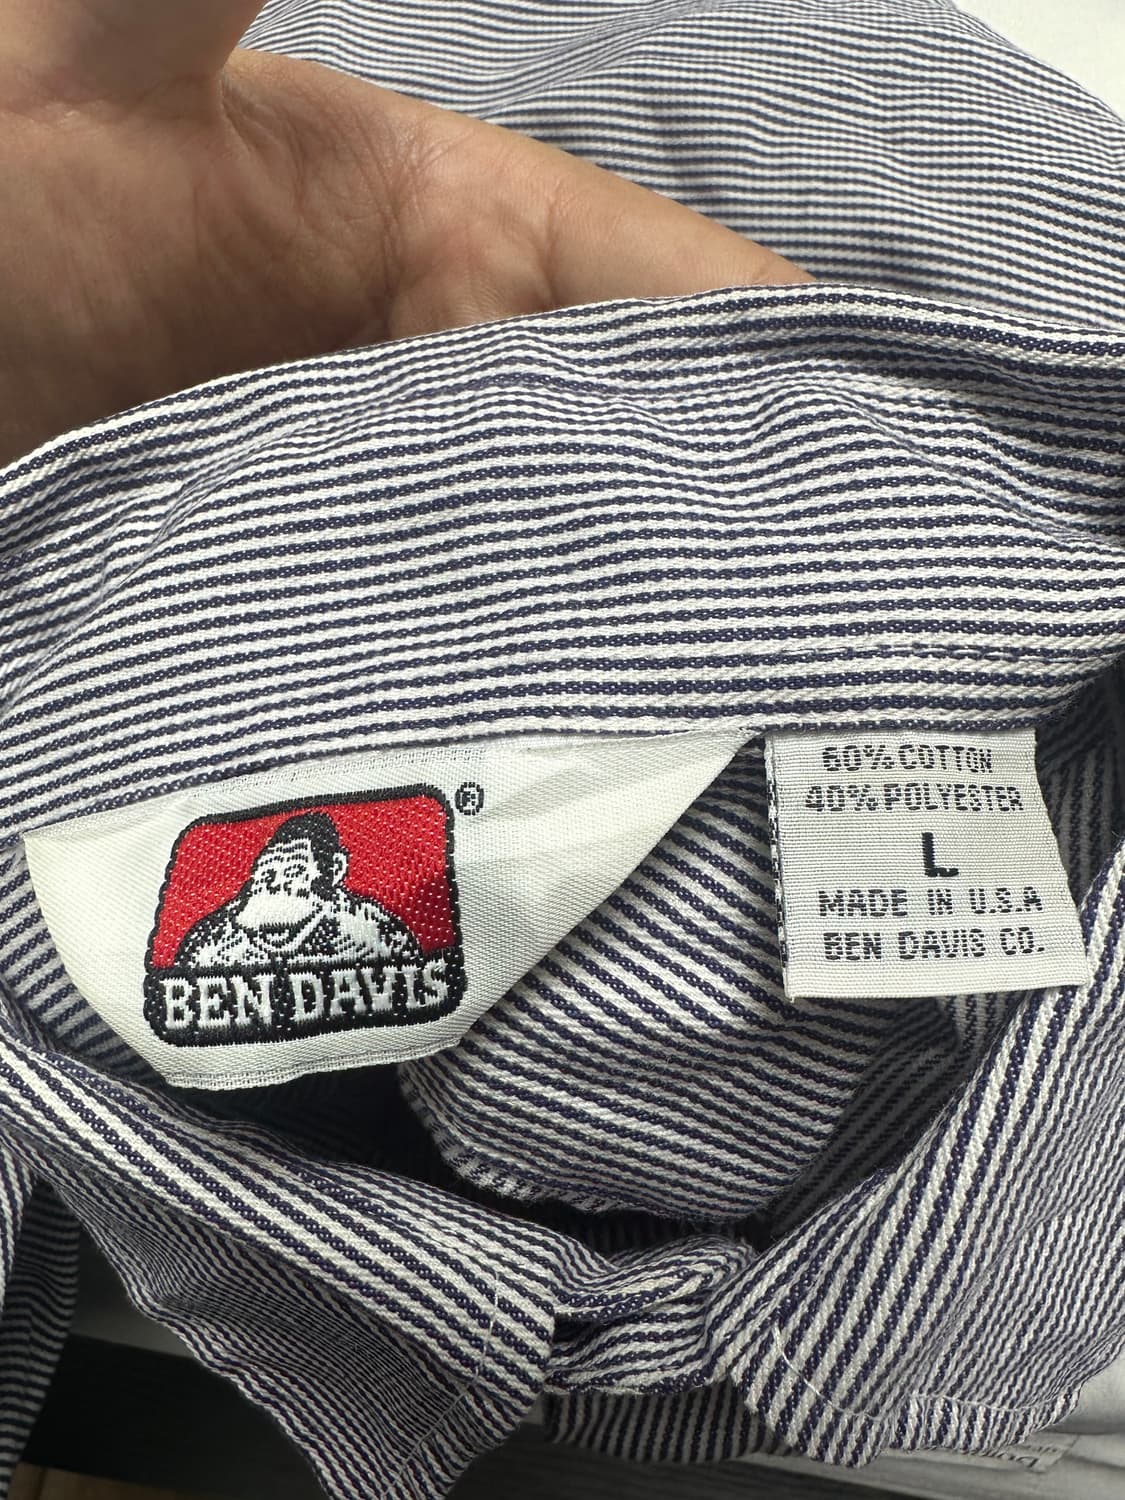 ®
BEN DAVIS
60% COTTON
40% POLYESTER
L
MADE IN U.S.A
BEN DAVIS CO.